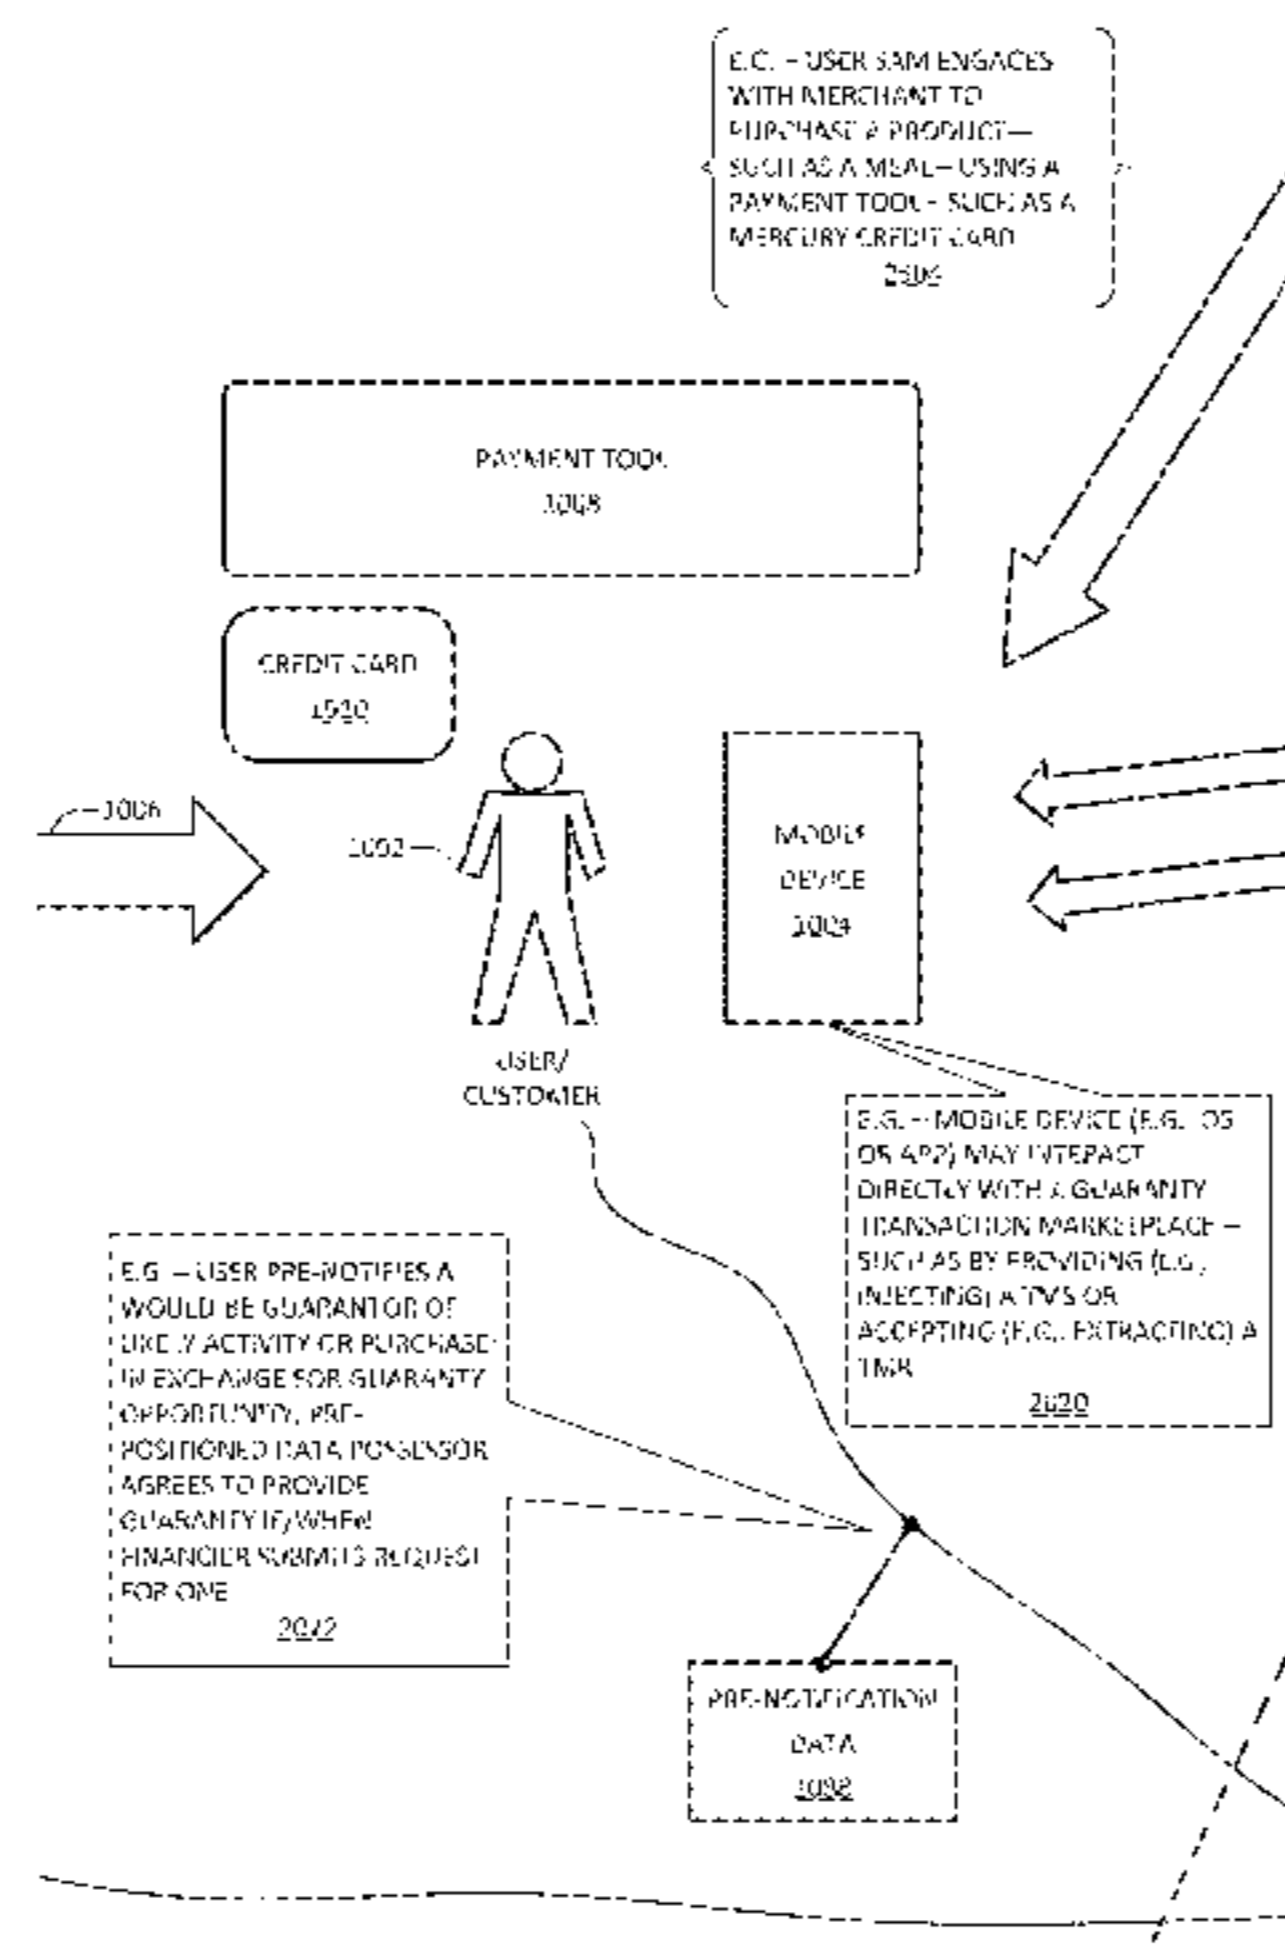 E.G. – USER SAM ENGAGES
WITH MERCHANT TO
PURCHASE A PRODUCT—
SUCH AS A MEAL—USING A
PAYMENT TOOL– SUCH AS A
MERCURY CREDIT CARD
PAYMENT TOOL
1008
CREDIT CARD
1006
1002
MOBILE
DEVICE
1004
USER/
CUSTOMER
E.G. – MOBILE DEVICE (E.G. OS
OR APP) MAY INTERACT
DIRECTLY WITH A GUARANTY
TRANSACTION MARKETPLACE –
SUCH AS BY PROVIDING (E.G.,
INJECTING) OR
ACCEPTING (E.G., EXTRACTING) A
2020
E.G. – USER PRE-NOTIFIES A
WOULD BE GUARANTOR OF
LIKELY ACTIVITY OR PURCHASE.
IN EXCHANGE FOR GUARANTY
OPPORTUNITY, PRE-
POSITIONED DATA POSSESSOR
AGREES TO PROVIDE
GUARANTY IF/WHEN
FINANCIER SUBMITS REQUEST
FOR ONE
PRE-NOTIFICATION
DATA